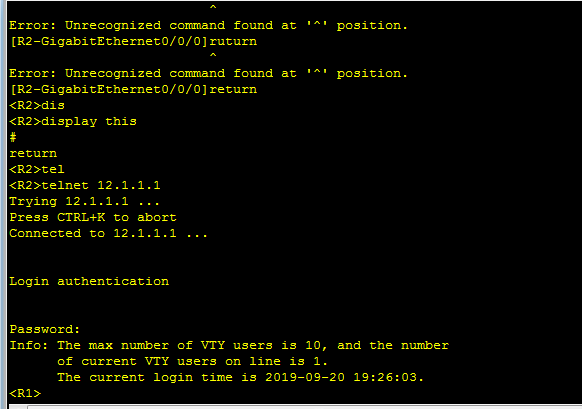 ^
Error: Unrecognized command found at '^' position.
[R2-GigabitEthernet0/0/0]ruturn
^
Error: Unrecognized command found at '^' position.
[R2-GigabitEthernet0/0/0]return
<R2>dis
<R2>display this
#
return
<R2>tel
<R2>telnet 12.1.1.1
Trying 12.1.1.1 ...
Press CTRL+K to abort
Connected to 12.1.1.1 ...
Login authentication
Password:
Info: The max number of VTY users is 10, and the number
of current VTY users on line is 1.
The current login time is 2019-09-20 19:26:03.
<R1>